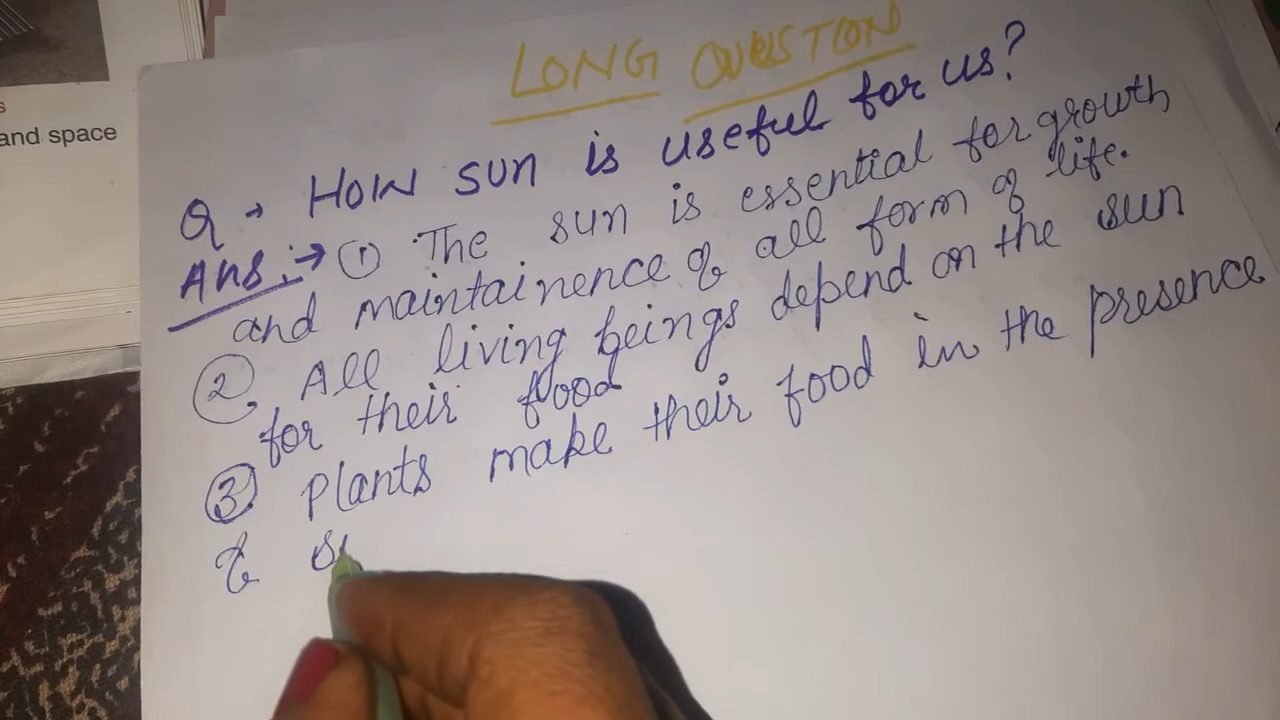 s
and space
LONG QUESTION
Q → HOW SUN is useful for us?
Ans:→ ① The sun is essential for growth
and maintainence of all form of life.
②. All living beings depend on the sun
for their food
③ Plants make their food in the presence
of su